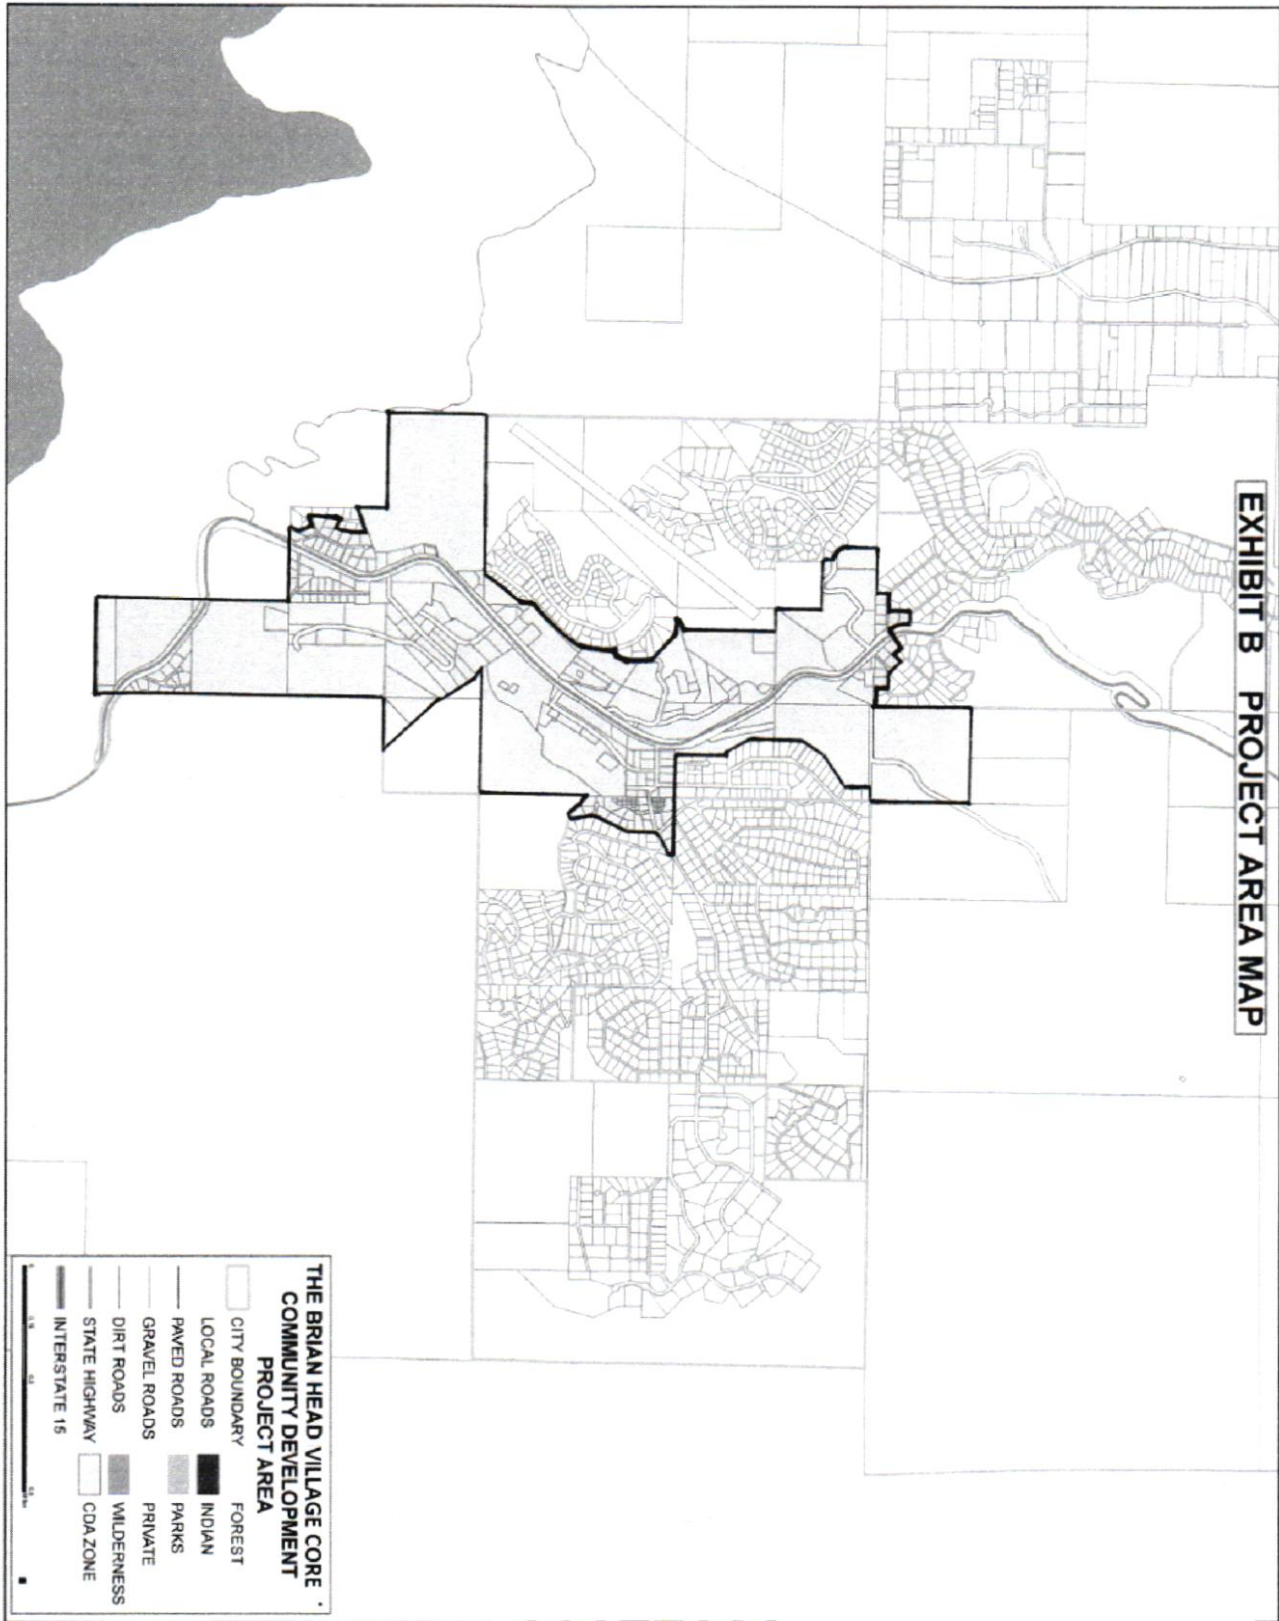 EXHIBIT B PROJECT AREA MAP
THE BRIAN HEAD VILLAGE CORE
COMMUNITY DEVELOPMENT
PROJECT AREA
CITY BOUNDARY
LOCAL ROADS
PAVED ROADS
GRAVEL ROADS
DIRT ROADS
STATE HIGHWAY
INTERSTATE 15
FOREST
INDIAN
PARKS
PRIVATE
WILDERNESS
CDA ZONE